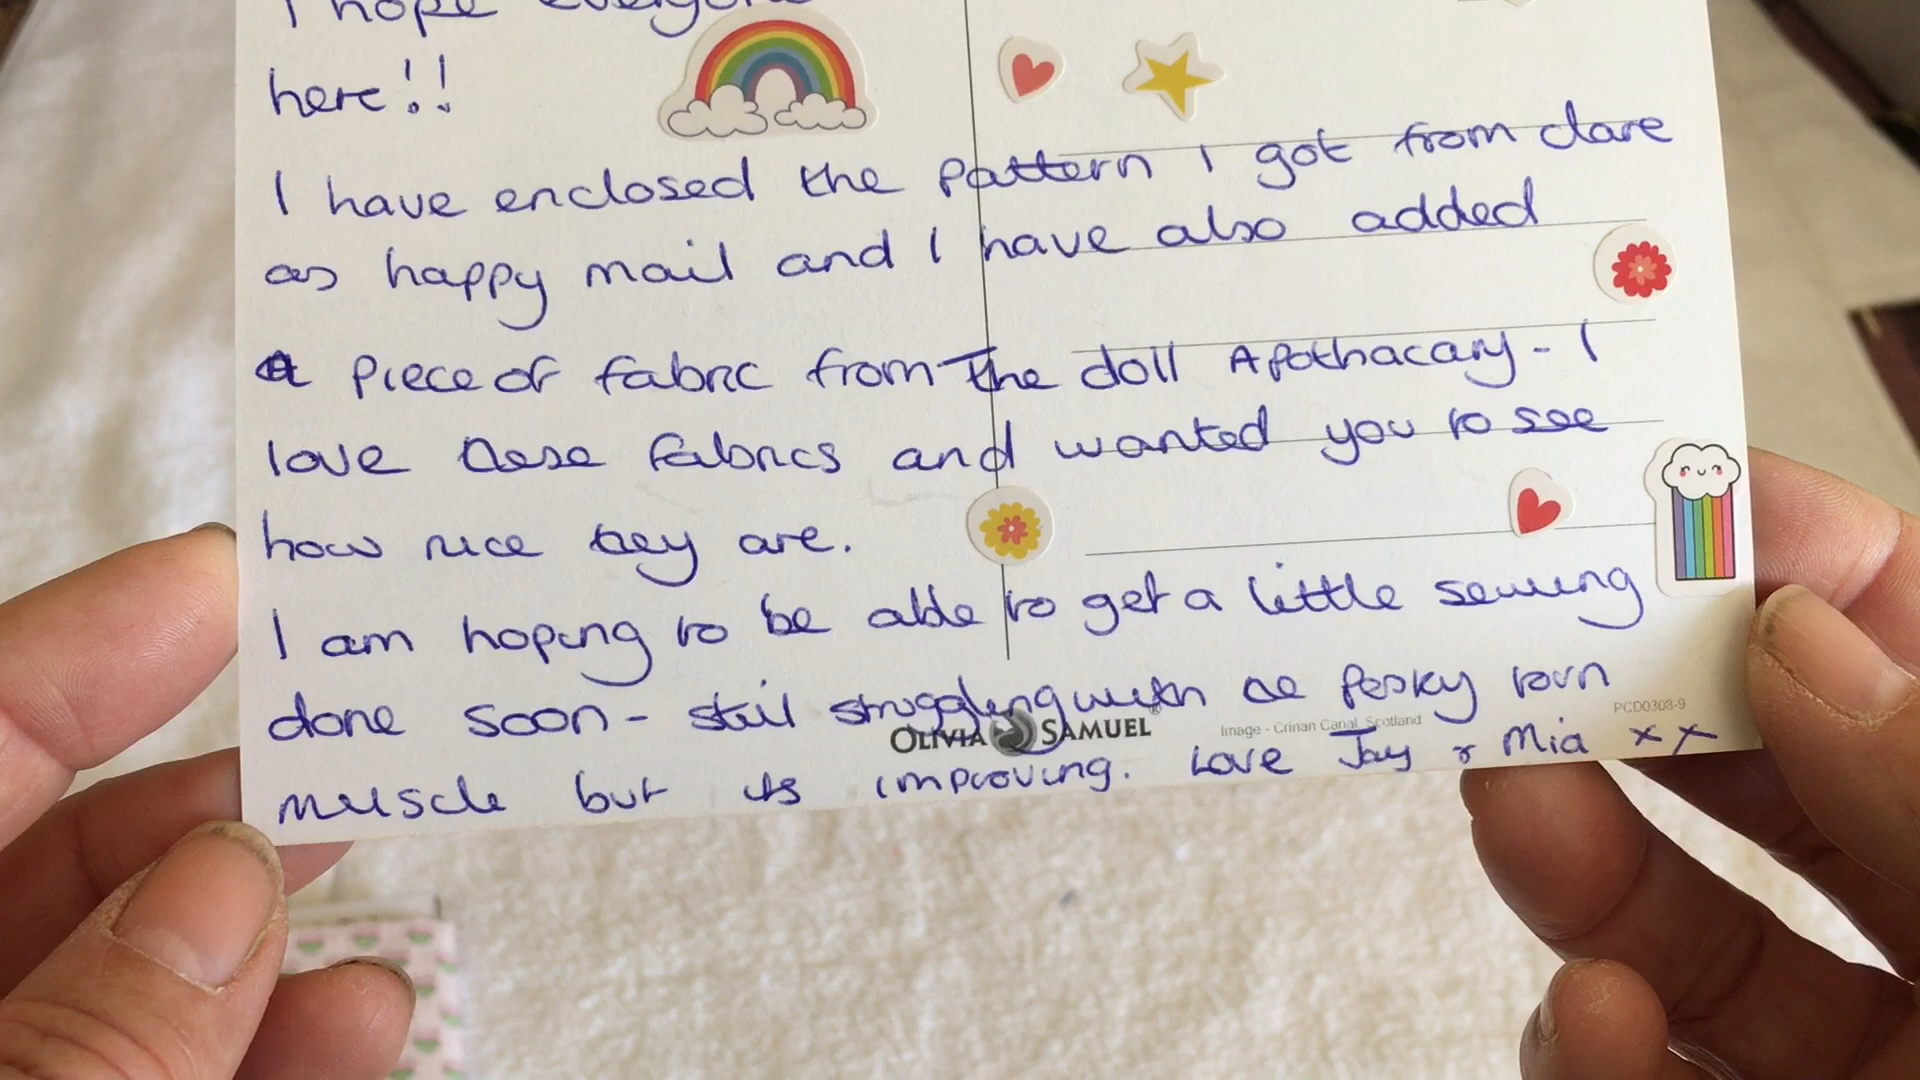 I hope everyone
here!!
I have enclosed the pattern I got from clare
as happy mail and I have also added
a piece of fabric from The doll Apothacary - I
love these fabrics and wanted you to see
how nice they are.
I am hoping to be able to get a little sewing
done soon - still struggling with the pesky torn
muscle but its improving. Love Jay & Mia xx
OLIVIA SAMUEL®
Image - Crinan Canal, Scotland
PCD0308-9